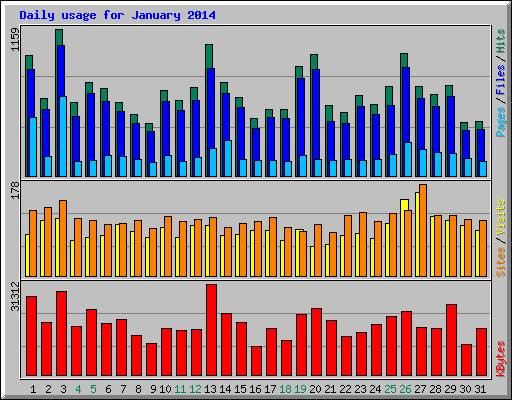 Daily usage for January 2014
1159
Pages / Files / Hits
178
Sites / Visits
31312
KBytes
1 2 3 4 5 6 7 8 9 10 11 12 13 14 15 16 17 18 19 20 21 22 23 24 25 26 27 28 29 30 31